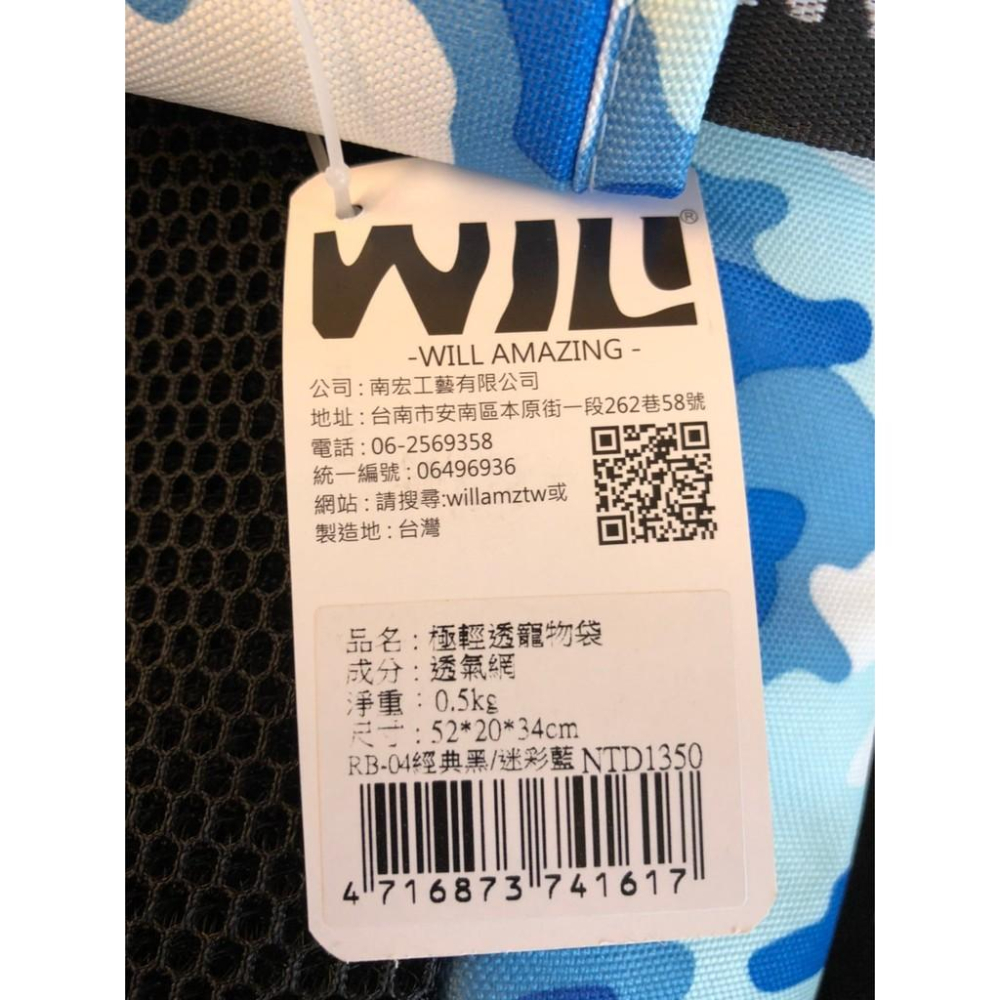 WILL®
-WILL AMAZING -
公司 : 南宏工藝有限公司
地址 : 台南市安南區本原街一段262巷58號
電話 : 06-2569358
統一編號 : 06496936
網站 : 請搜尋:willamztw或
製造地 : 台灣
品名 : 極輕透寵物袋
成分 : 透氣網
淨重 : 0.5kg
尺寸 : 52*20*34cm
RB-04經典黑/迷彩藍 NTD1350
4 716873 741617